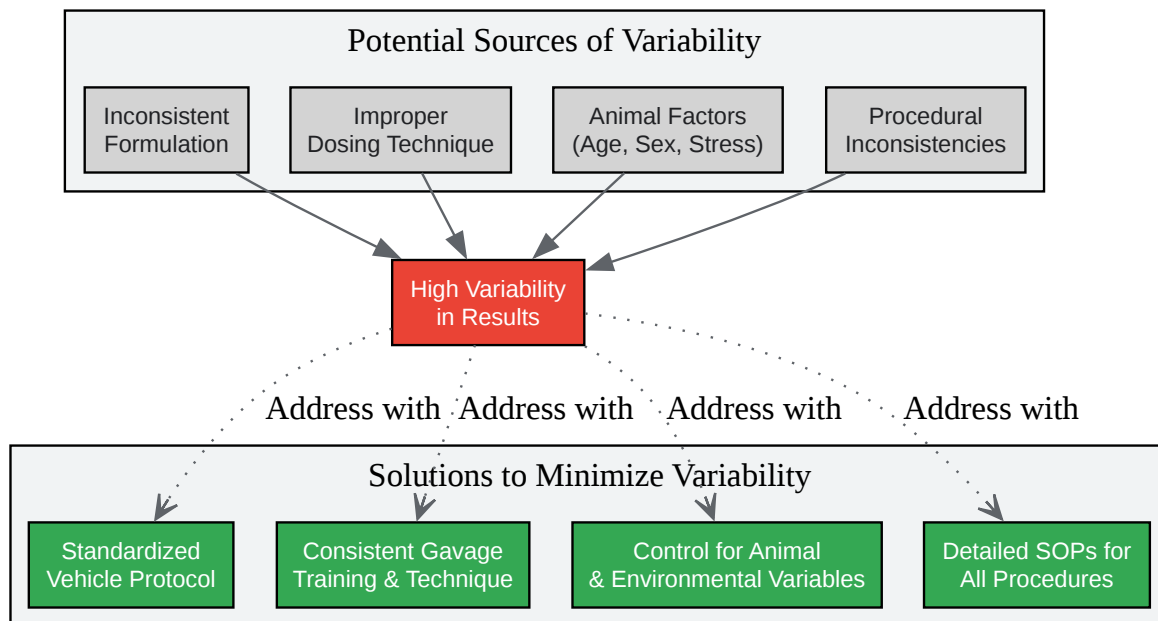 Potential Sources of Variability
Inconsistent
Formulation
Improper
Dosing Technique
Animal Factors
(Age, Sex, Stress)
Procedural
Inconsistencies
High Variability
in Results
Address with
Address with
Address with
Address with
Solutions to Minimize Variability
Standardized
Vehicle Protocol
Consistent Gavage
Training & Technique
Control for Animal
& Environmental Variables
Detailed SOPs for
All Procedures